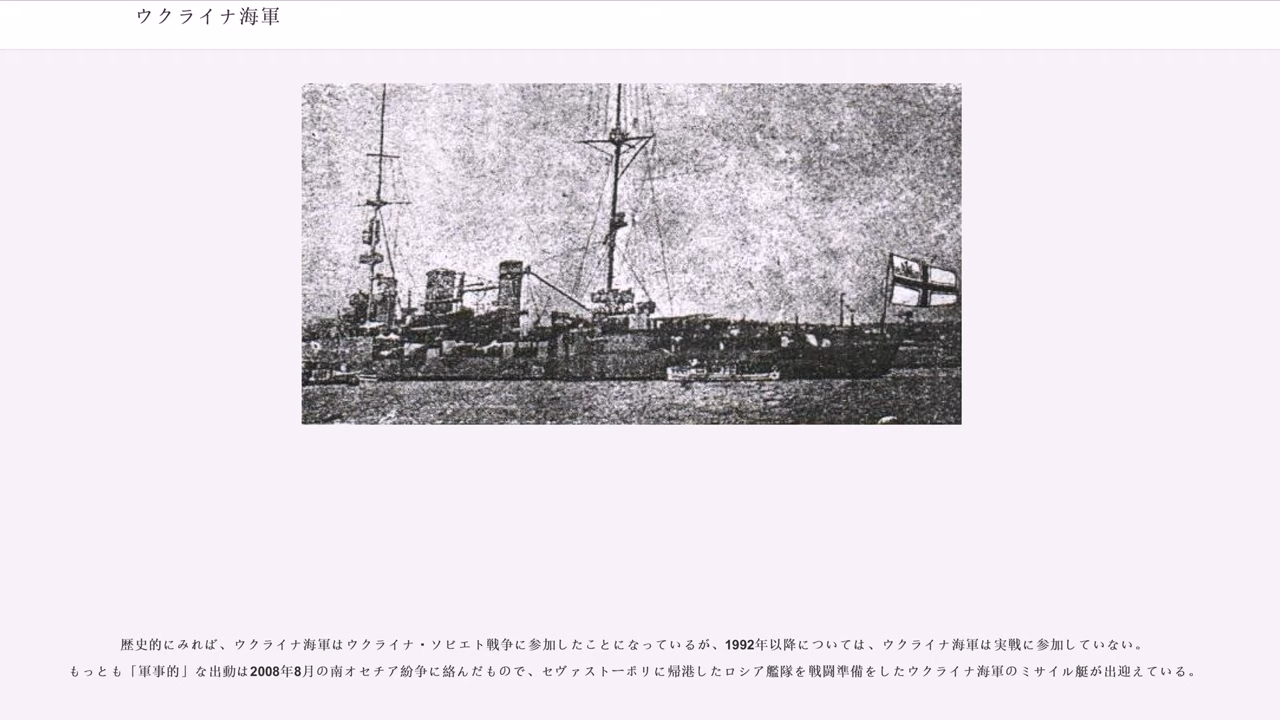 ウクライナ海軍
歴史的にみれば、ウクライナ海軍はウクライナ・ソビエト戦争に参加したことになっているが、1992年以降については、ウクライナ海軍は実戦に参加していない。
もっとも「軍事的」な出動は2008年8月の南オセチア紛争に絡んだもので、セヴァストーポリに帰港したロシア艦隊を戦闘準備をしたウクライナ海軍のミサイル艇が出迎えている。